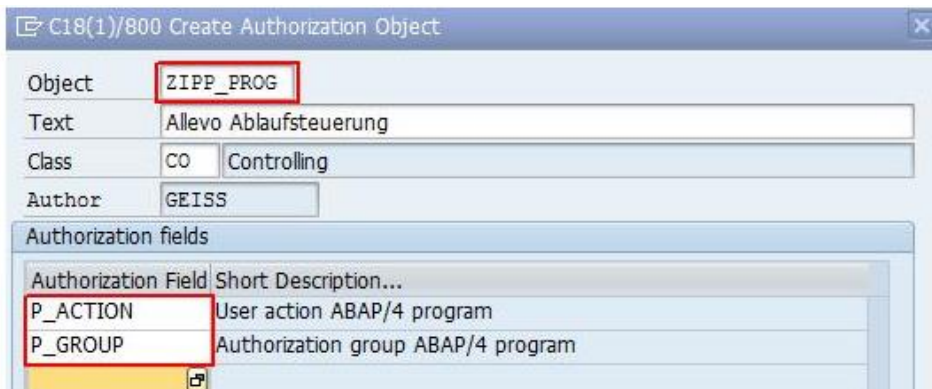 C18(1)/800 Create Authorization Object
Object ZIPP_PROG
Text Allevo Ablaufsteuerung
Class CO Controlling
Author GEISS
Authorization fields
Authorization Field Short Description...
P_ACTION User action ABAP/4 program
P_GROUP Authorization group ABAP/4 program